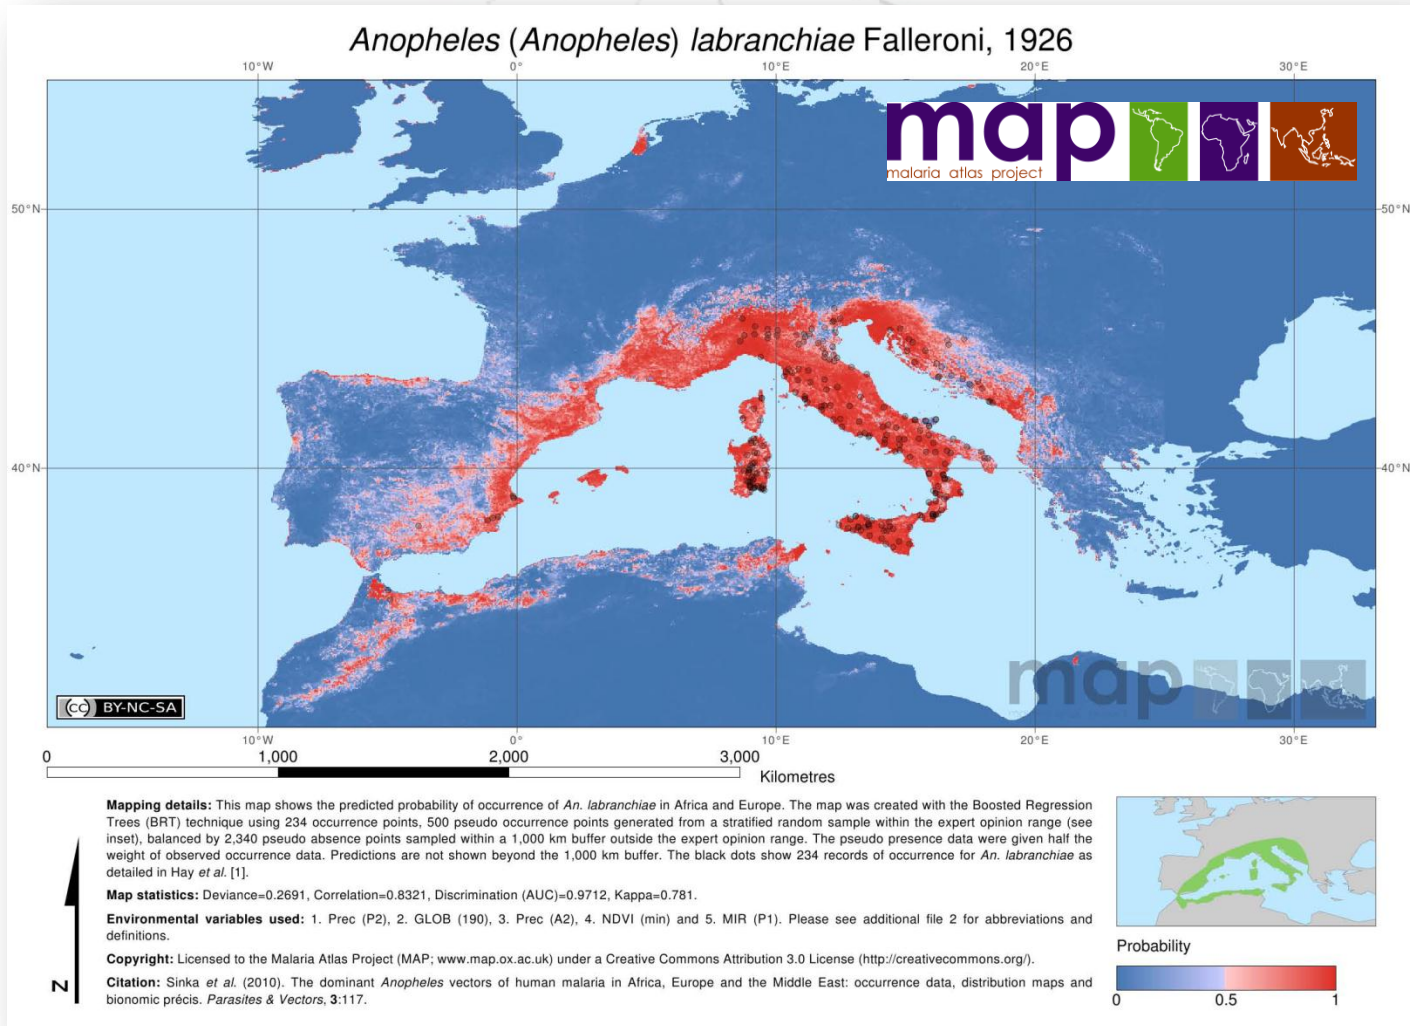 Anopheles (Anopheles) labranchiae Falleroni, 1926
10°W 0° 10°E 20°E 30°E
map
malaria atlas project
50°N 50°N
40°N 40°N
map
(cc) BY-NC-SA
10°W 0° 10°E 20°E 30°E
0 1,000 2,000 3,000
Kilometres
Mapping details: This map shows the predicted probability of occurrence of An. labranchiae in Africa and Europe. The map was created with the Boosted Regression
Trees (BRT) technique using 234 occurrence points, 500 pseudo occurrence points generated from a stratified random sample within the expert opinion range (see
inset), balanced by 2,340 pseudo absence points sampled within a 1,000 km buffer outside the expert opinion range. The pseudo presence data were given half the
weight of observed occurrence data. Predictions are not shown beyond the 1,000 km buffer. The black dots show 234 records of occurrence for An. labranchiae as
detailed in Hay et al. [1].
Map statistics: Deviance=0.2691, Correlation=0.8321, Discrimination (AUC)=0.9712, Kappa=0.781.
Environmental variables used: 1. Prec (P2), 2. GLOB (190), 3. Prec (A2), 4. NDVI (min) and 5. MIR (P1). Please see additional file 2 for abbreviations and
definitions.
Copyright: Licensed to the Malaria Atlas Project (MAP; www.map.ox.ac.uk) under a Creative Commons Attribution 3.0 License (http://creativecommons.org/).
Citation: Sinka et al. (2010). The dominant Anopheles vectors of human malaria in Africa, Europe and the Middle East: occurrence data, distribution maps and
bionomic précis. Parasites & Vectors, 3:117.
N
Probability
0 0.5 1